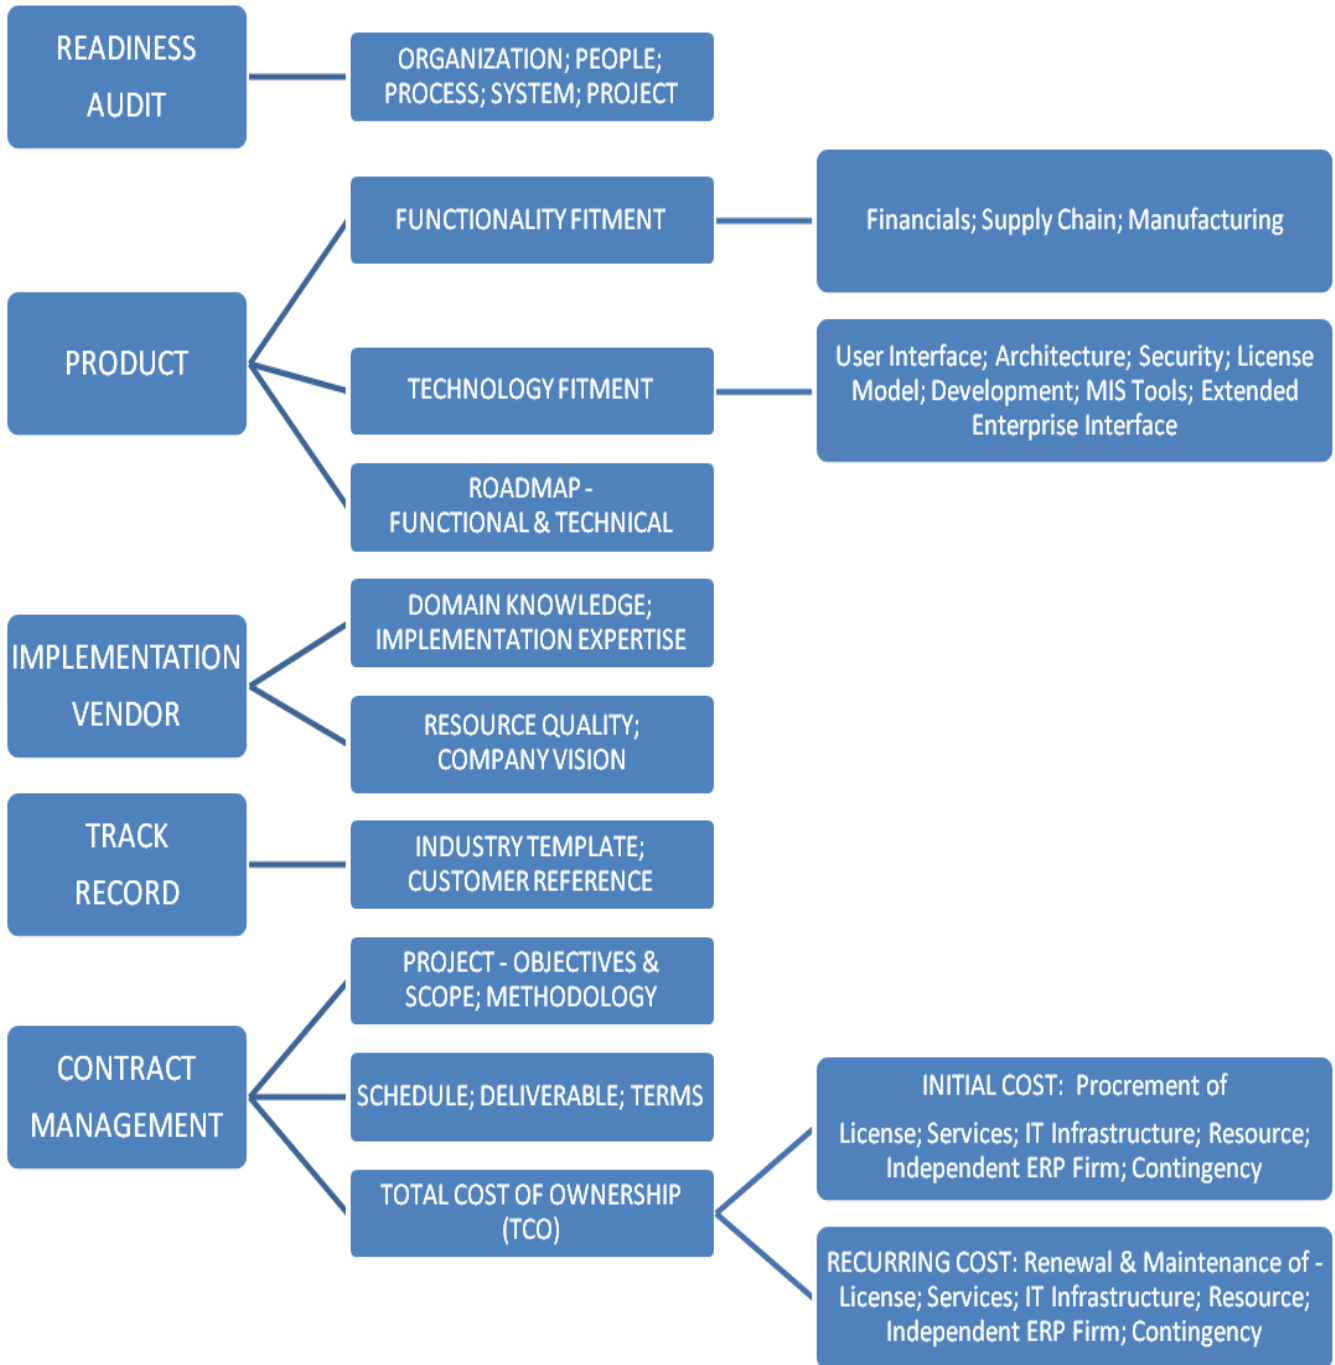 READINESS
AUDIT
ORGANIZATION; PEOPLE;
PROCESS; SYSTEM; PROJECT
PRODUCT
FUNCTIONALITY FITMENT
Financials; Supply Chain; Manufacturing
TECHNOLOGY FITMENT
User Interface; Architecture; Security; License
Model; Development; MIS Tools; Extended
Enterprise Interface
ROADMAP -
FUNCTIONAL & TECHNICAL
IMPLEMENTATION
VENDOR
DOMAIN KNOWLEDGE;
IMPLEMENTATION EXPERTISE
RESOURCE QUALITY;
COMPANY VISION
TRACK
RECORD
INDUSTRY TEMPLATE;
CUSTOMER REFERENCE
CONTRACT
MANAGEMENT
PROJECT - OBJECTIVES &
SCOPE; METHODOLOGY
SCHEDULE; DELIVERABLE; TERMS
TOTAL COST OF OWNERSHIP
(TCO)
INITIAL COST: Procrement of
License; Services; IT Infrastructure; Resource;
Independent ERP Firm; Contingency
RECURRING COST: Renewal & Maintenance of -
License; Services; IT Infrastructure; Resource;
Independent ERP Firm; Contingency